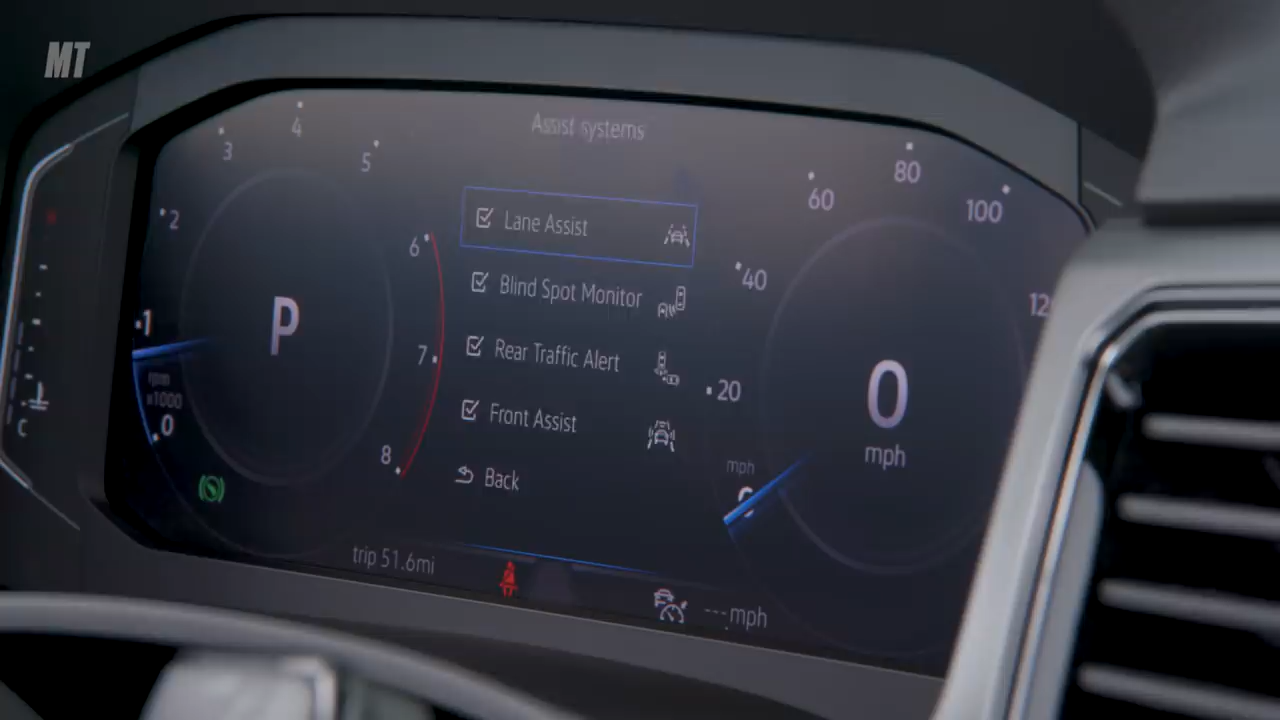 MT
Assist systems
Lane Assist
Blind Spot Monitor
Rear Traffic Alert
Front Assist
Back
1
2
3
4
5
6
7
8
0
rpm
x1000
P
C
20
40
60
80
100
mph
0
mph
trip 51.6mi
--- mph